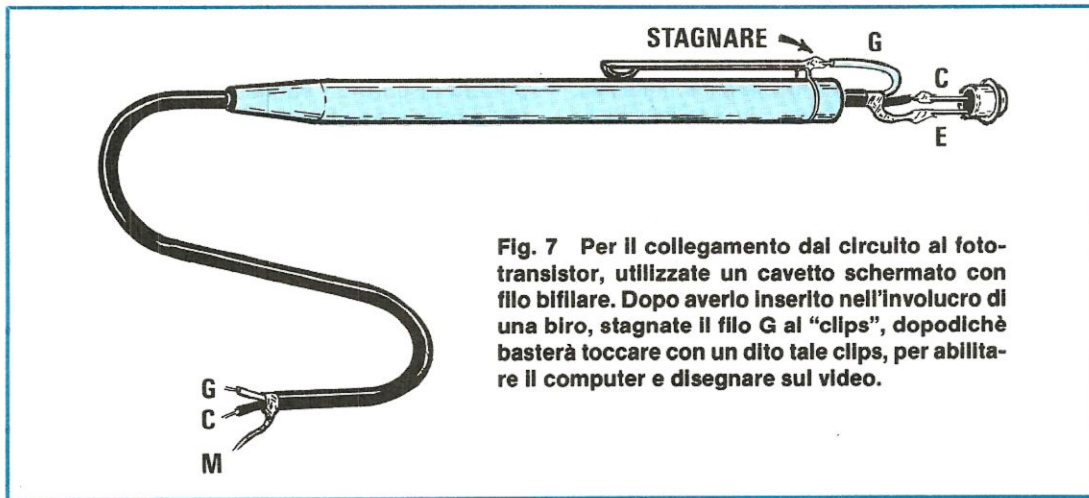 STAGNARE
G
C
E
Fig. 7 Per il collegamento dal circuito al foto-
transistor, utilizzate un cavetto schermato con
filo bifilare. Dopo averlo inserito nell'involucro di
una biro, stagnate il filo G al "clips", dopodichè
basterà toccare con un dito tale clips, per abilita-
re il computer e disegnare sul video.
G
C
M